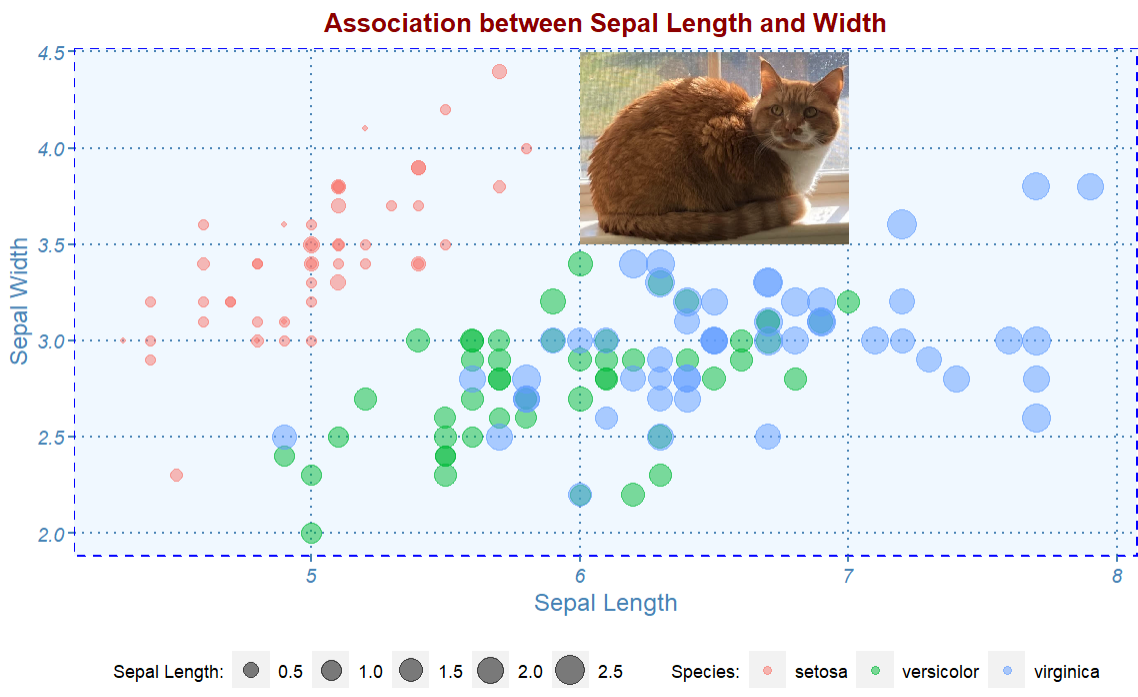 Association between Sepal Length and Width
4.5
4.0
3.5
3.0
2.5
2.0
Sepal Width
5 6 7 8
Sepal Length
Sepal Length: 0.5 1.0 1.5 2.0 2.5 Species: setosa versicolor virginica